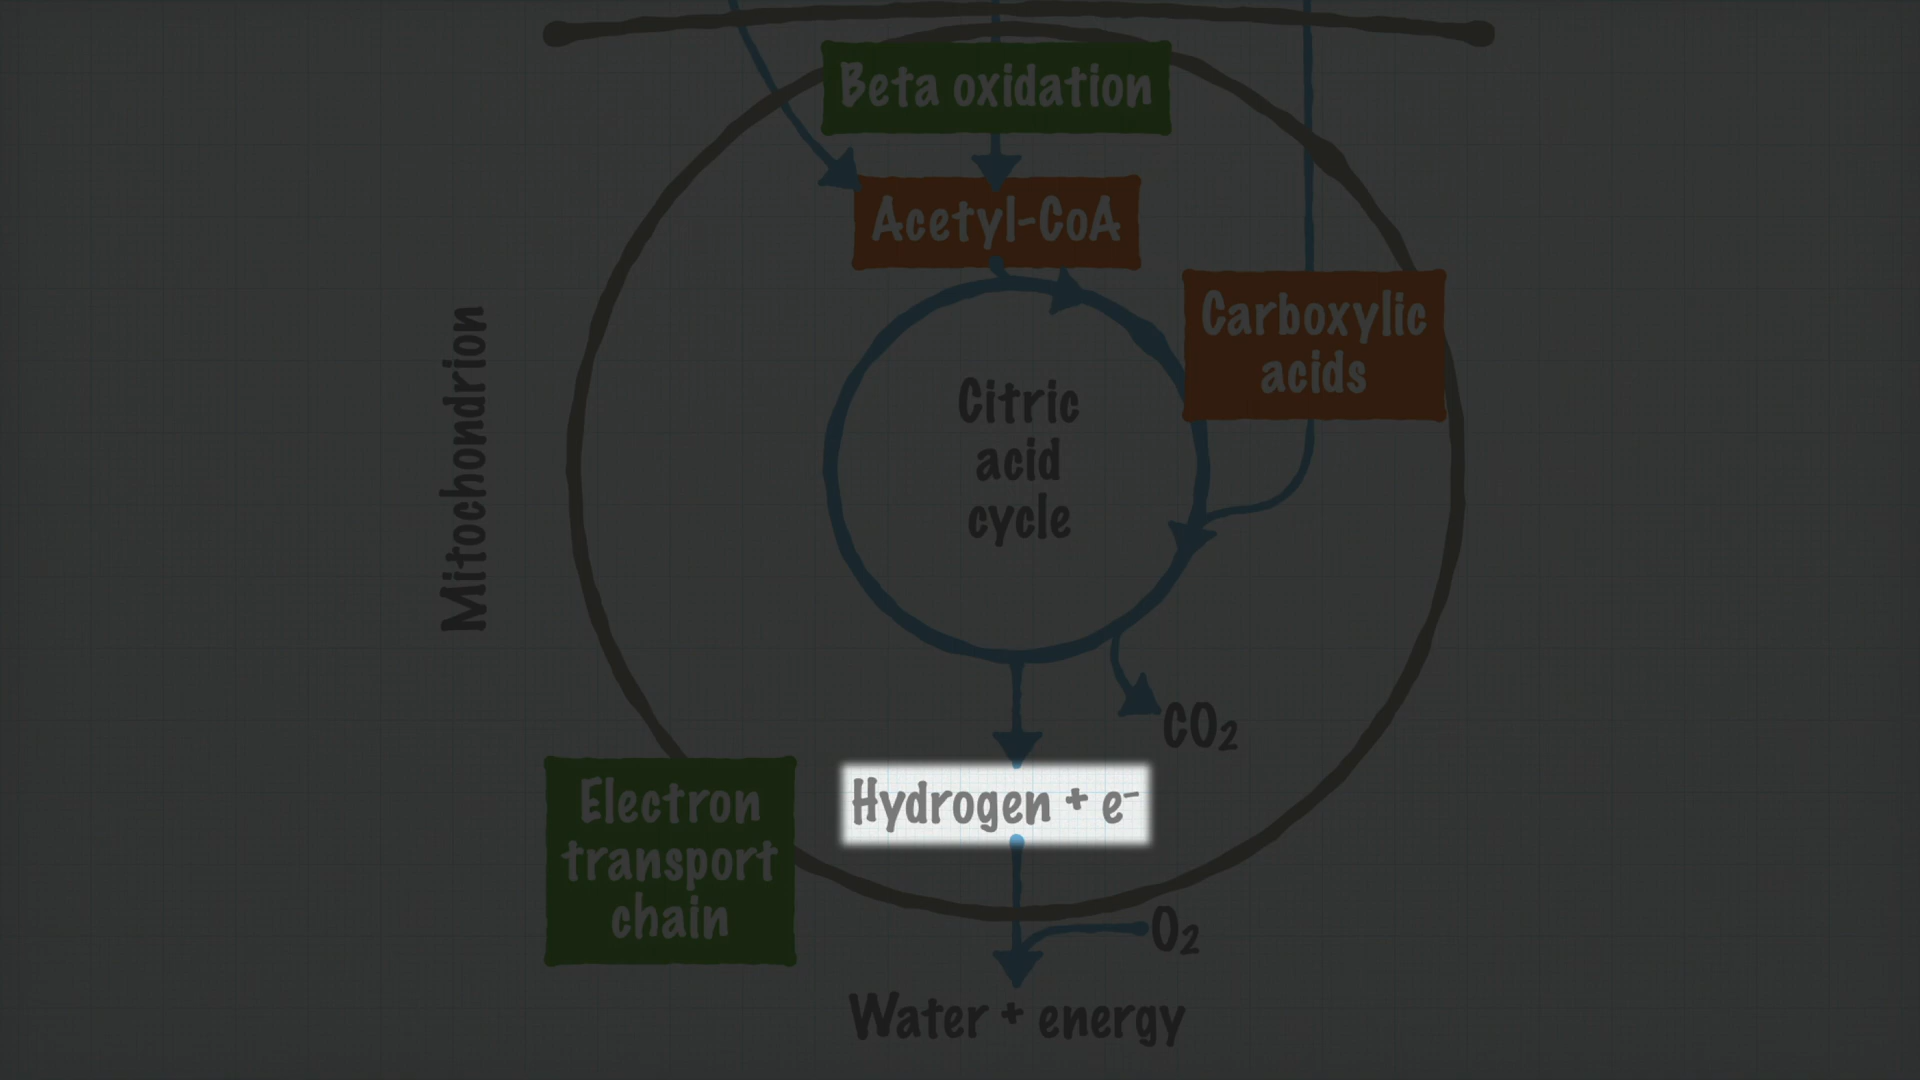 Beta oxidation
Acetyl-CoA
Carboxylic
acids
Citric
acid
cycle
Mitochondrion
CO₂
Hydrogen + e⁻
Electron
transport
chain
O₂
Water + energy